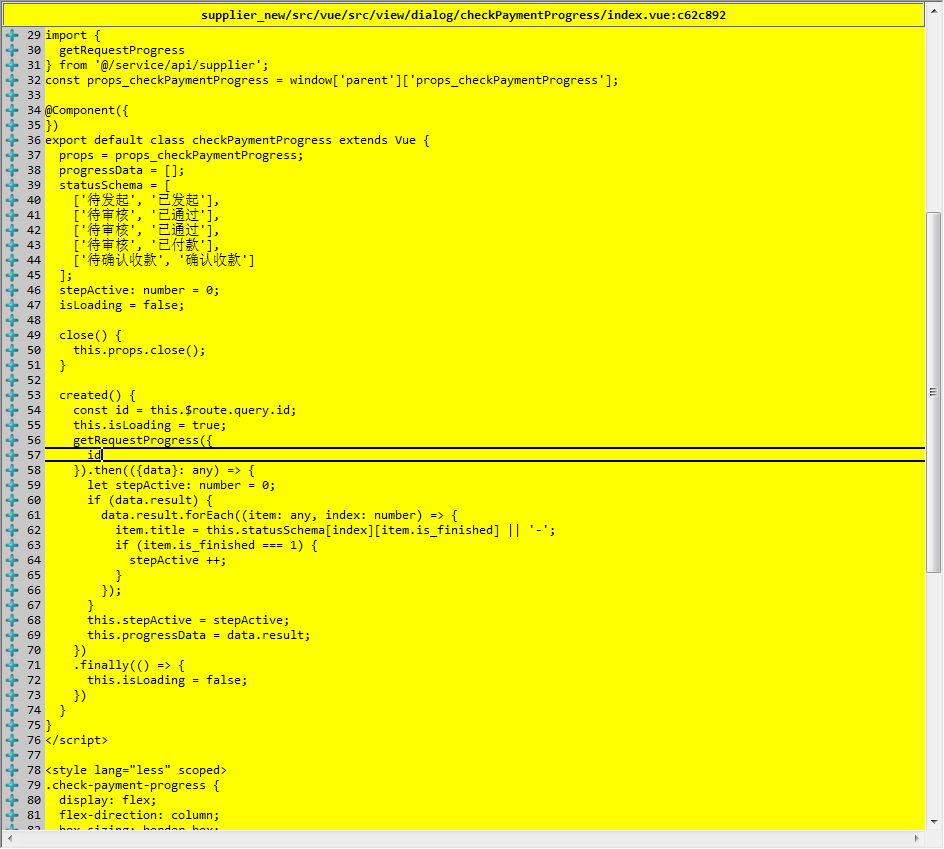 supplier_new/src/vue/src/view/dialog/checkPaymentProgress/index.vue:c62c892
29 import {
30   getRequestProgress
31 } from '@/service/api/supplier';
32 const props_checkPaymentProgress = window['parent']['props_checkPaymentProgress'];
33
34 @Component({
35 })
36 export default class checkPaymentProgress extends Vue {
37   props = props_checkPaymentProgress;
38   progressData = [];
39   statusSchema = [
40     ['待发起', '已发起'],
41     ['待审核', '已通过'],
42     ['待审核', '已通过'],
43     ['待审核', '已付款'],
44     ['待确认收款', '确认收款']
45   ];
46   stepActive: number = 0;
47   isLoading = false;
48
49   close() {
50     this.props.close();
51   }
52
53   created() {
54     const id = this.$route.query.id;
55     this.isLoading = true;
56     getRequestProgress({
57       id
58     }).then(({data}: any) => {
59       let stepActive: number = 0;
60       if (data.result) {
61         data.result.forEach((item: any, index: number) => {
62           item.title = this.statusSchema[index][item.is_finished] || '-';
63           if (item.is_finished === 1) {
64             stepActive ++;
65           }
66         });
67       }
68       this.stepActive = stepActive;
69       this.progressData = data.result;
70     })
71     .finally(() => {
72       this.isLoading = false;
73     })
74   }
75 }
76 </script>
77
78 <style lang="less" scoped>
79 .check-payment-progress {
80   display: flex;
81   flex-direction: column;
82   box-sizing: border-box;